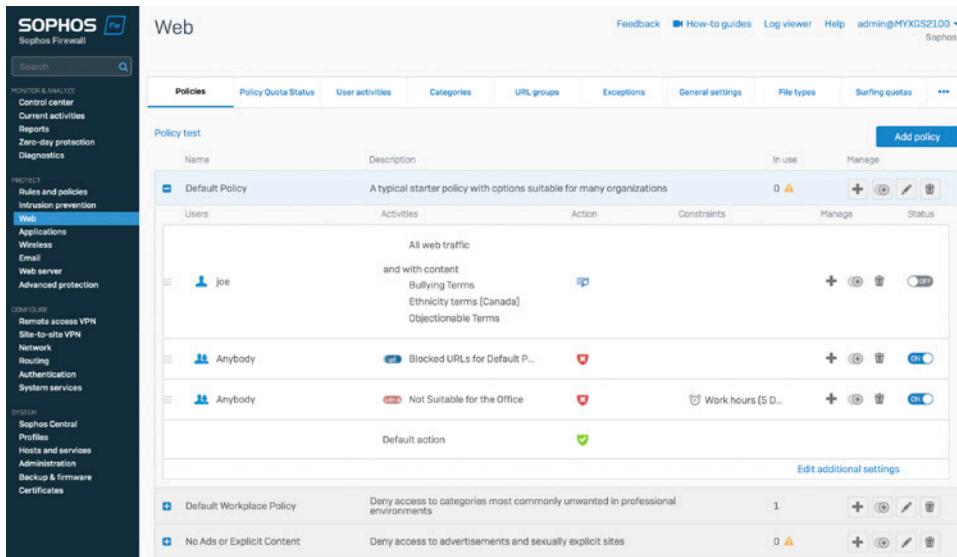 SOPHOS Fw
Sophos Firewall
Search
MONITOR & ANALYZE
Control center
Current activities
Reports
Zero-day protection
Diagnostics
PROTECT
Rules and policies
Intrusion prevention
Web
Applications
Wireless
Email
Web server
Advanced protection
CONFIGURE
Remote access VPN
Site-to-site VPN
Network
Routing
Authentication
System services
SYSTEM
Sophos Central
Profiles
Hosts and services
Administration
Backup & firmware
Certificates
Web
Feedback How-to guides Log viewer Help admin@MYXGS2100
Sophos
Policies Policy Quota Status User activities Categories URL groups Exceptions General settings File types Surfing quotas •••
Policy test
Add policy
Name Description In use Manage
Default Policy A typical starter policy with options suitable for many organizations 0
Users Activities Action Constraints Manage Status
All web traffic
joe and with content OFF
Bullying Terms
Ethnicity terms (Canada)
Objectionable Terms
Anybody Blocked URLs for Default P... ON
Anybody Not Suitable for the Office Work hours (5 D... ON
Default action
Edit additional settings
Default Workplace Policy Deny access to categories most commonly unwanted in professional environments 1
No Ads or Explicit Content Deny access to advertisements and sexually explicit sites 0